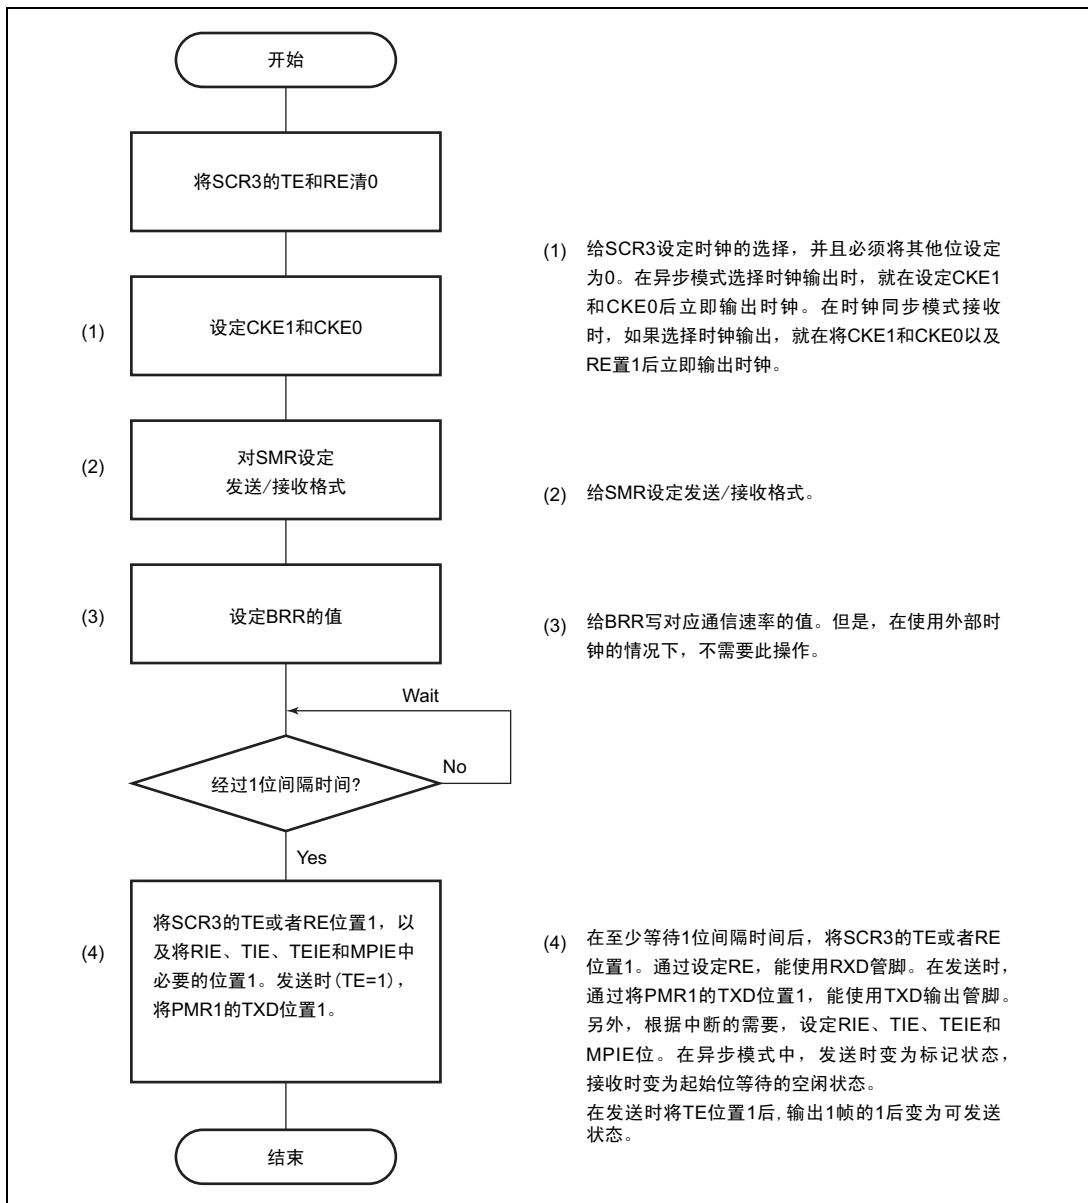 开始
将SCR3的TE和RE清0
(1)
设定CKE1和CKE0
(1) 给SCR3设定时钟的选择，并且必须将其他位设定
为0。在异步模式选择时钟输出时，就在设定CKE1
和CKE0后立即输出时钟。在时钟同步模式接收
时，如果选择时钟输出，就在将CKE1和CKE0以及
RE置1后立即输出时钟。
(2)
对SMR设定
发送/接收格式
(2) 给SMR设定发送/接收格式。
(3)
设定BRR的值
(3) 给BRR写对应通信速率的值。但是，在使用外部时
钟的情况下，不需要此操作。
Wait
经过1位间隔时间?
No
Yes
(4)
将SCR3的TE或者RE位置1，以
及将RIE、TIE、TEIE和MPIE中
必要的位置1。发送时(TE=1)，
将PMR1的TXD位置1。
(4) 在至少等待1位间隔时间后，将SCR3的TE或者RE
位置1。通过设定RE，能使用RXD管脚。在发送时，
通过将PMR1的TXD位置1，能使用TXD输出管脚。
另外，根据中断的需要，设定RIE、TIE、TEIE和
MPIE位。在异步模式中，发送时变为标记状态，
接收时变为起始位等待的空闲状态。
在发送时将TE位置1后,输出1帧的1后变为可发送
状态。
结束